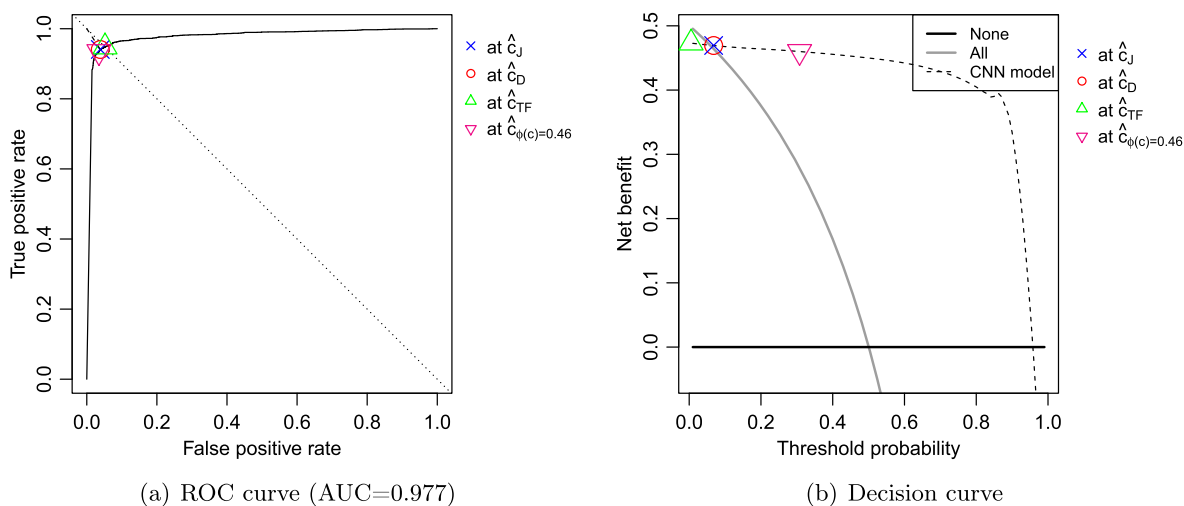 True positive rate
0.0 0.2 0.4 0.6 0.8 1.0
0.0 0.2 0.4 0.6 0.8 1.0
False positive rate
at ĉJ
at ĉD
at ĉTF
at ĉϕ(c)=0.46
(a) ROC curve (AUC=0.977)
Net benefit
0.0 0.1 0.2 0.3 0.4 0.5
0.0 0.2 0.4 0.6 0.8 1.0
Threshold probability
None
All
CNN model
at ĉJ
at ĉD
at ĉTF
at ĉϕ(c)=0.46
(b) Decision curve